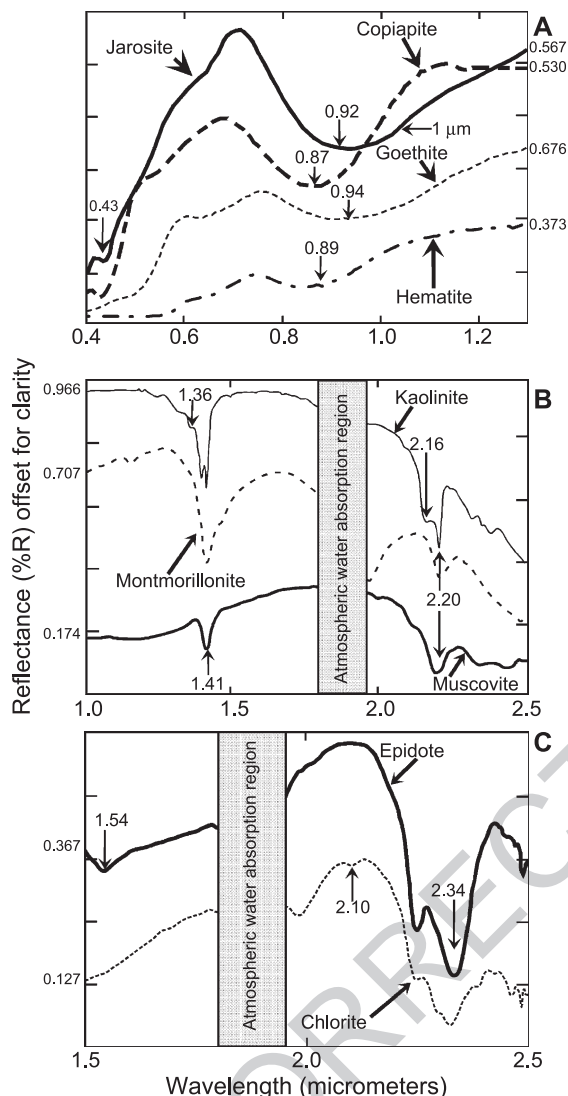 A
Jarosite
Copiapite
0.567
0.530
0.92
1 µm
0.87
Goethite
0.676
0.43
0.94
0.373
0.89
Hematite
0.4
0.6
0.8
1.0
1.2
Reflectance (%R) offset for clarity
0.966
1.36
Kaolinite
B
0.707
2.16
Montmorillonite
Atmospheric water absorption region
2.20
0.174
1.41
Muscovite
1.0
1.5
2.0
2.5
C
Epidote
1.54
Atmospheric water absorption region
0.367
2.10
2.34
0.127
Chlorite
1.5
2.0
2.5
Wavelength (micrometers)
ORRECT